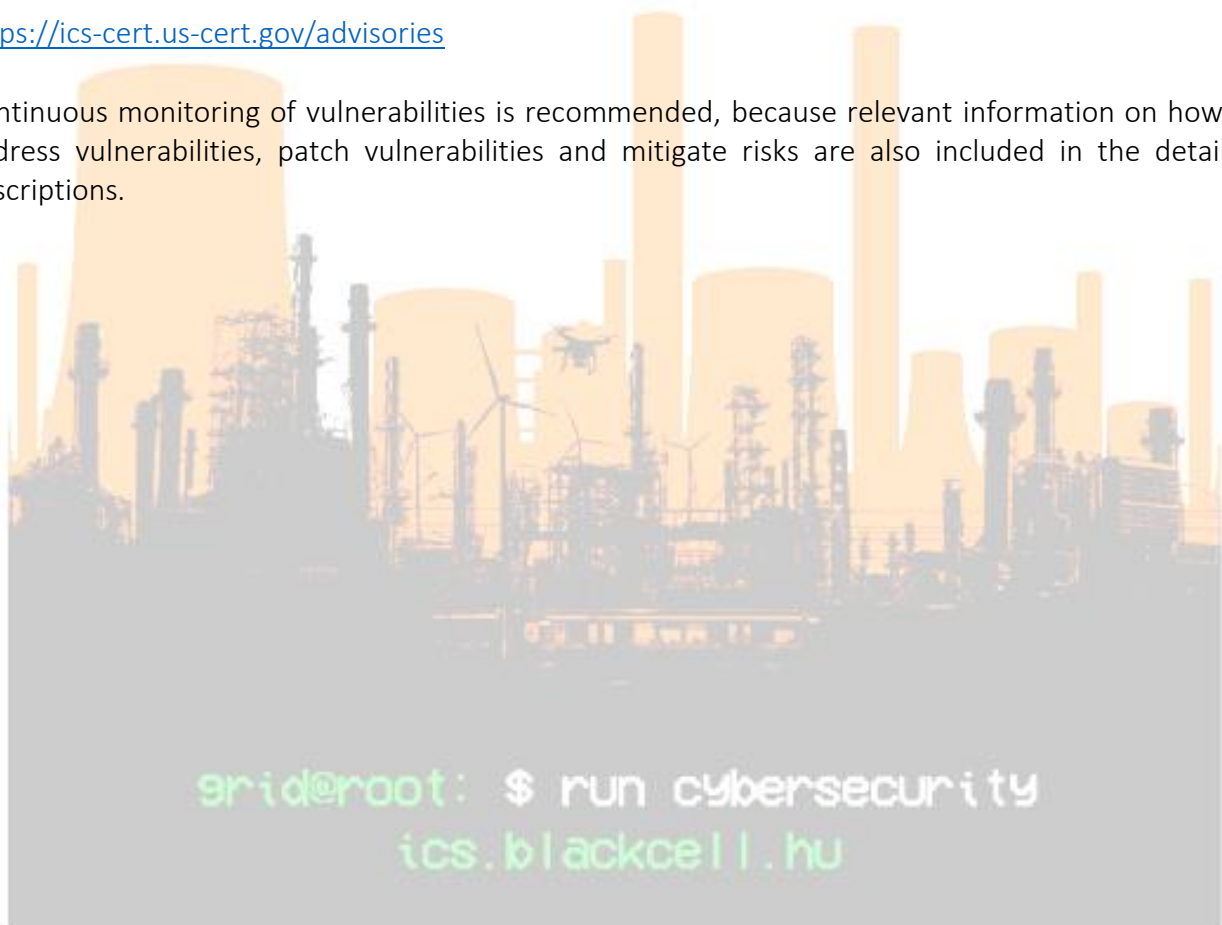 ps://ics-cert.us-cert.gov/advisories
ntinuous monitoring of vulnerabilities is recommended, because relevant information on how
dress vulnerabilities, patch vulnerabilities and mitigate risks are also included in the detai
scriptions.
grid@root: $ run cybersecurity
ics.blackcell.hu